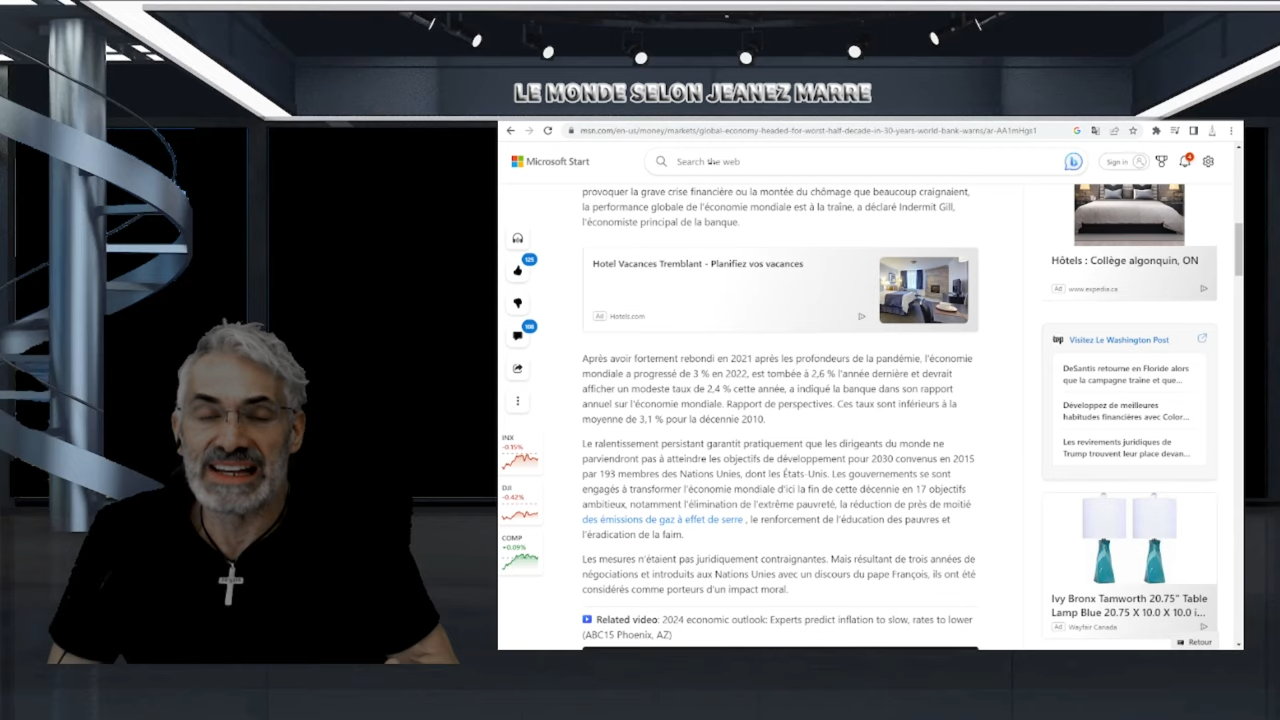 LE MONDE SELON JEANEZ MARRE
msn.com/en-us/money/markets/global-economy-headed-for-worst-half-decade-in-30-years-world-bank-warns/ar-AA1mHgs1
Microsoft Start
Search the web
Sign in
4
provoquer la grave crise financière ou la montée du chômage que beaucoup craignaient,
la performance globale de l'économie mondiale est à la traîne, a déclaré Indermit Gill,
l'économiste principal de la banque.
125
108
Hotel Vacances Tremblant - Planifiez vos vacances
Ad Hotels.com
Après avoir fortement rebondi en 2021 après les profondeurs de la pandémie, l'économie
mondiale a progressé de 3 % en 2022, est tombée à 2,6 % l'année dernière et devrait
afficher un modeste taux de 2,4 % cette année, a indiqué la banque dans son rapport
annuel sur l'économie mondiale. Rapport de perspectives. Ces taux sont inférieurs à la
moyenne de 3,1 % pour la décennie 2010.
Le ralentissement persistant garantit pratiquement que les dirigeants du monde ne
parviendront pas à atteindre les objectifs de développement pour 2030 convenus en 2015
par 193 membres des Nations Unies, dont les États-Unis. Les gouvernements se sont
engagés à transformer l'économie mondiale d'ici la fin de cette décennie en 17 objectifs
ambitieux, notamment l'élimination de l'extrême pauvreté, la réduction de près de moitié
des émissions de gaz à effet de serre , le renforcement de l'éducation des pauvres et
l'éradication de la faim.
Les mesures n'étaient pas juridiquement contraignantes. Mais résultant de trois années de
négociations et introduits aux Nations Unies avec un discours du pape François, ils ont été
considérés comme porteurs d'un impact moral.
Related video: 2024 economic outlook: Experts predict inflation to slow, rates to lower
(ABC15 Phoenix, AZ)
INX
-0.15%
DJI
-0.42%
COMP
+0.09%
Hôtels : Collège algonquin, ON
Ad www.expedia.ca
wp Visitez Le Washington Post
DeSantis retourne en Floride alors
que la campagne traîne et que...
Développez de meilleures
habitudes financières avec Color...
Les revirements juridiques de
Trump trouvent leur place devan...
Ivy Bronx Tamworth 20.75" Table
Lamp Blue 20.75 X 10.0 X 10.0 i...
Ad Wayfair Canada
Retour